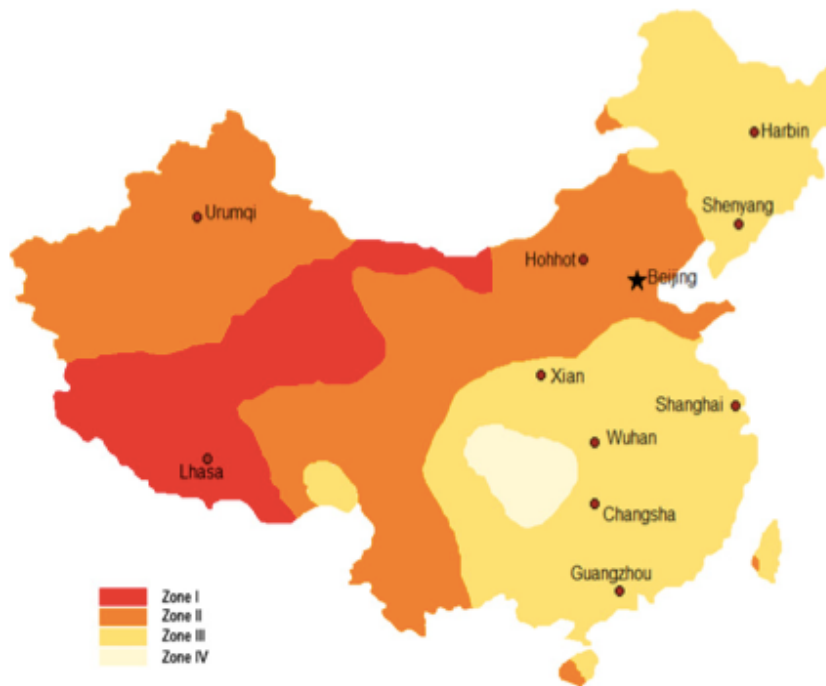 Harbin
Urumqi
Shenyang
Hohhot
Beijing
Xian
Shanghai
Wuhan
Lhasa
Changsha
Guangzhou
Zone I
Zone II
Zone III
Zone IV